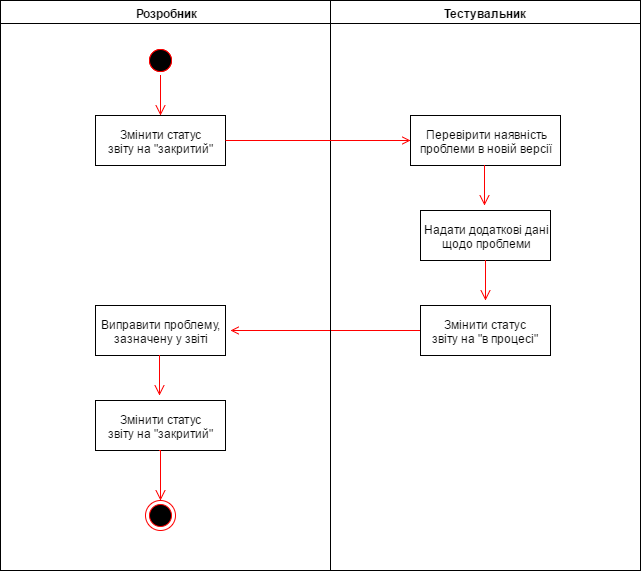 Розробник
Тестувальник
Змінити статус
звіту на "закритий"
Перевірити наявність
проблеми в новій версії
Надати додаткові дані
щодо проблеми
Виправити проблему,
зазначену у звіті
Змінити статус
звіту на "в процесі"
Змінити статус
звіту на "закритий"